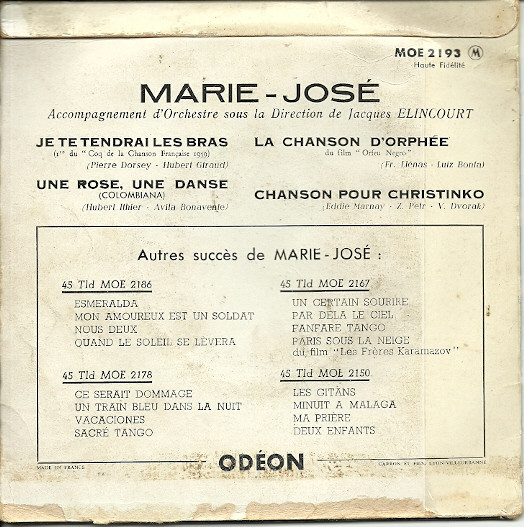 MOE 2193 M
Haute Fidélité
MARIE-JOSÉ
Accompagnement d'Orchestre sous la Direction de Jacques ELINCOURT
JE TE TENDRAI LES BRAS
(1er du "Coq de la Chanson Française 1959)
(Pierre Dorsey - Hubert Giraud)
LA CHANSON D'ORPHÉE
du film "Orfeu Negro"
(Fr. Llenas - Luiz Bonfa)
UNE ROSE, UNE DANSE
(COLOMBIANA)
(Hubert Ithier - Avila Bonavente)
CHANSON POUR CHRISTINKO
(Eddie Marnay - Z. Petr - V. Dvorak)
Autres succès de MARIE-JOSÉ :
45 Tld MOE 2186
ESMERALDA
MON AMOUREUX EST UN SOLDAT
NOUS DEUX
QUAND LE SOLEIL SE LÈVERA
45 Tld MOE 2167
UN CERTAIN SOURIRE
PAR DELA LE CIEL
FANFARE TANGO
PARIS SOUS LA NEIGE
du film "Les Frères Karamazov"
45 Tld MOE 2178
CE SERAIT DOMMAGE
UN TRAIN BLEU DANS LA NUIT
VACACIONES
SACRÉ TANGO
45 Tld MOE 2150
LES GITANS
MINUIT A MALAGA
MA PRIÈRE
DEUX ENFANTS
MADE IN FRANCE
ODÉON